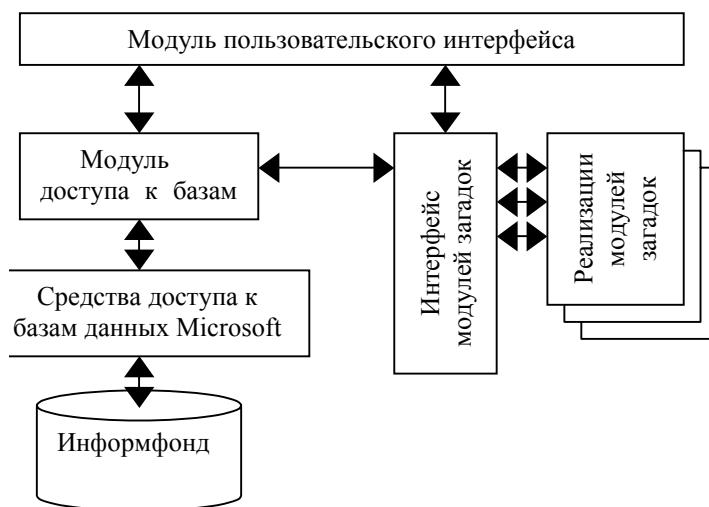 Модуль пользовательского интерфейса
Модуль
доступа к базам
Интерфейс
модулей загадок
Реализации
модулей
загадок
Средства доступа к
базам данных Microsoft
Информфонд